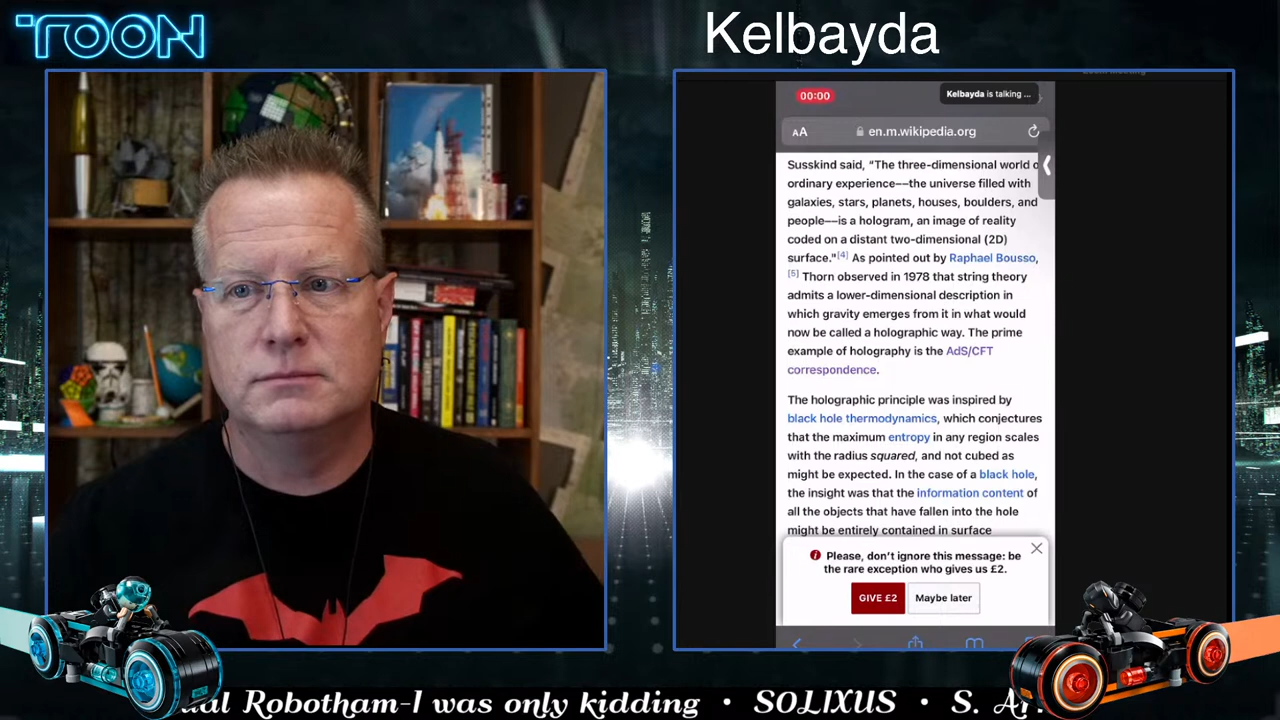 TOON
Kelbayda
00:00
Kelbayda is talking ...
AA
en.m.wikipedia.org
Susskind said, "The three-dimensional world o
ordinary experience––the universe filled with
galaxies, stars, planets, houses, boulders, and
people––is a hologram, an image of reality
coded on a distant two-dimensional (2D)
surface."[4] As pointed out by Raphael Bousso,
[5] Thorn observed in 1978 that string theory
admits a lower-dimensional description in
which gravity emerges from it in what would
now be called a holographic way. The prime
example of holography is the AdS/CFT
correspondence.
The holographic principle was inspired by
black hole thermodynamics, which conjectures
that the maximum entropy in any region scales
with the radius squared, and not cubed as
might be expected. In the case of a black hole,
the insight was that the information content of
all the objects that have fallen into the hole
might be entirely contained in surface
Please, don't ignore this message: be
the rare exception who gives us £2.
GIVE £2
Maybe later
Robotham-I was only kidding • SOLIXUS • S.